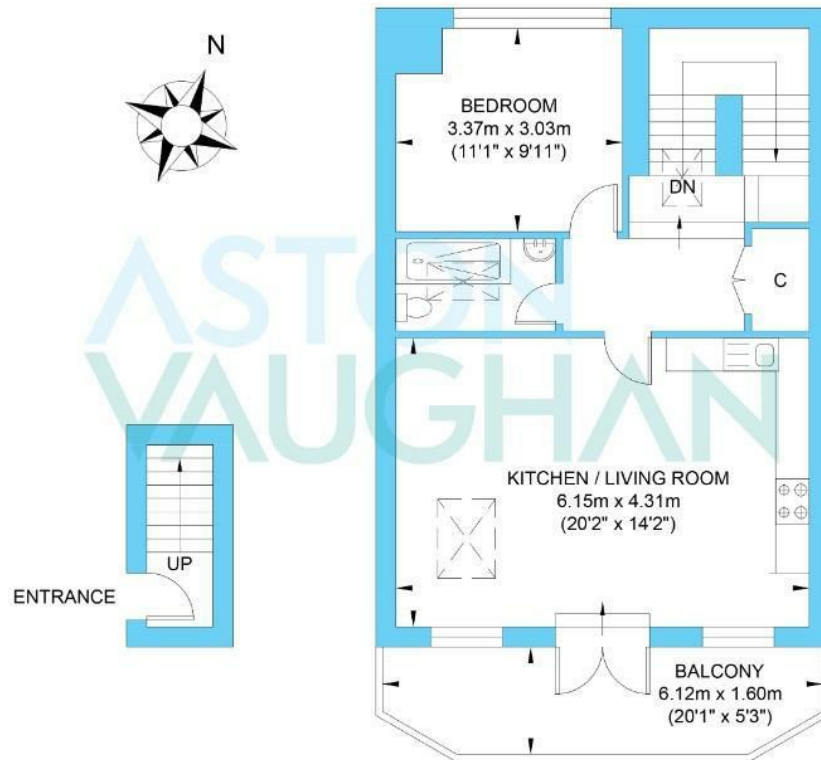 N
BEDROOM
3.37m x 3.03m
(11'1" x 9'11")
DN
C
ASTON
VAUGHAN
KITCHEN / LIVING ROOM
6.15m x 4.31m
(20'2" x 14'2")
UP
ENTRANCE
BALCONY
6.12m x 1.60m
(20'1" x 5'3")